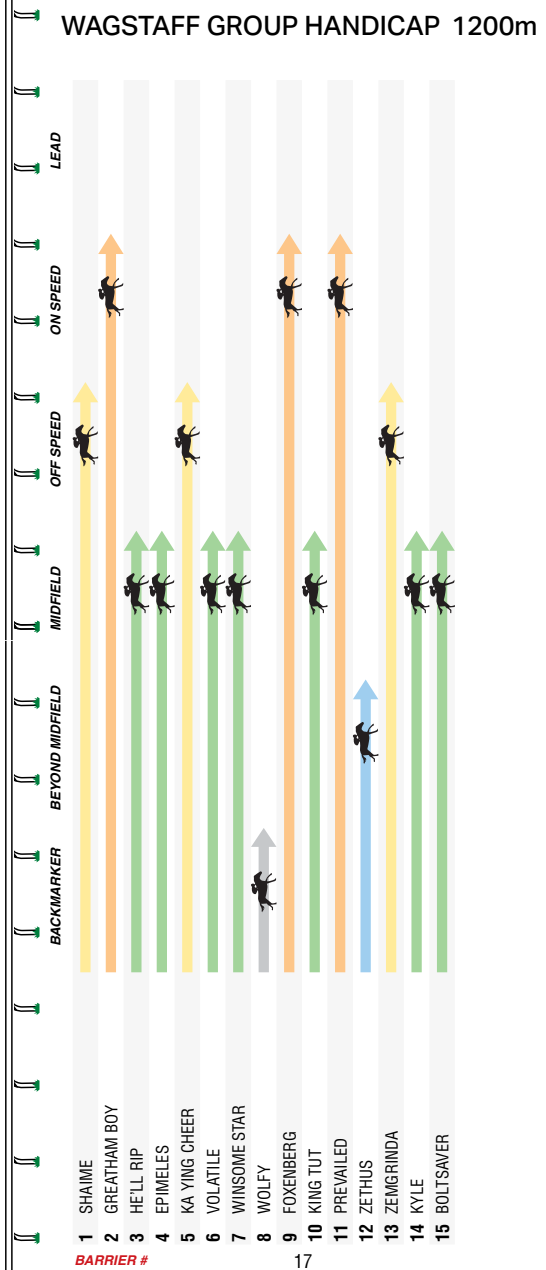 WAGSTAFF GROUP HANDICAP 1200m
LEAD
ON SPEED
OFF SPEED
MIDFIELD
BEYOND MIDFIELD
BACKMARKER
1 SHAIME
2 GREATHAM BOY
3 HE'LL RIP
4 EPIMELES
5 KA YING CHEER
6 VOLATILE
7 WINSOME STAR
8 WOLFY
9 FOXENBERG
10 KING TUT
11 PREVAILED
12 ZETHUS
13 ZEMGRINDA
14 KYLE
15 BOLTSAVER
BARRIER #
17